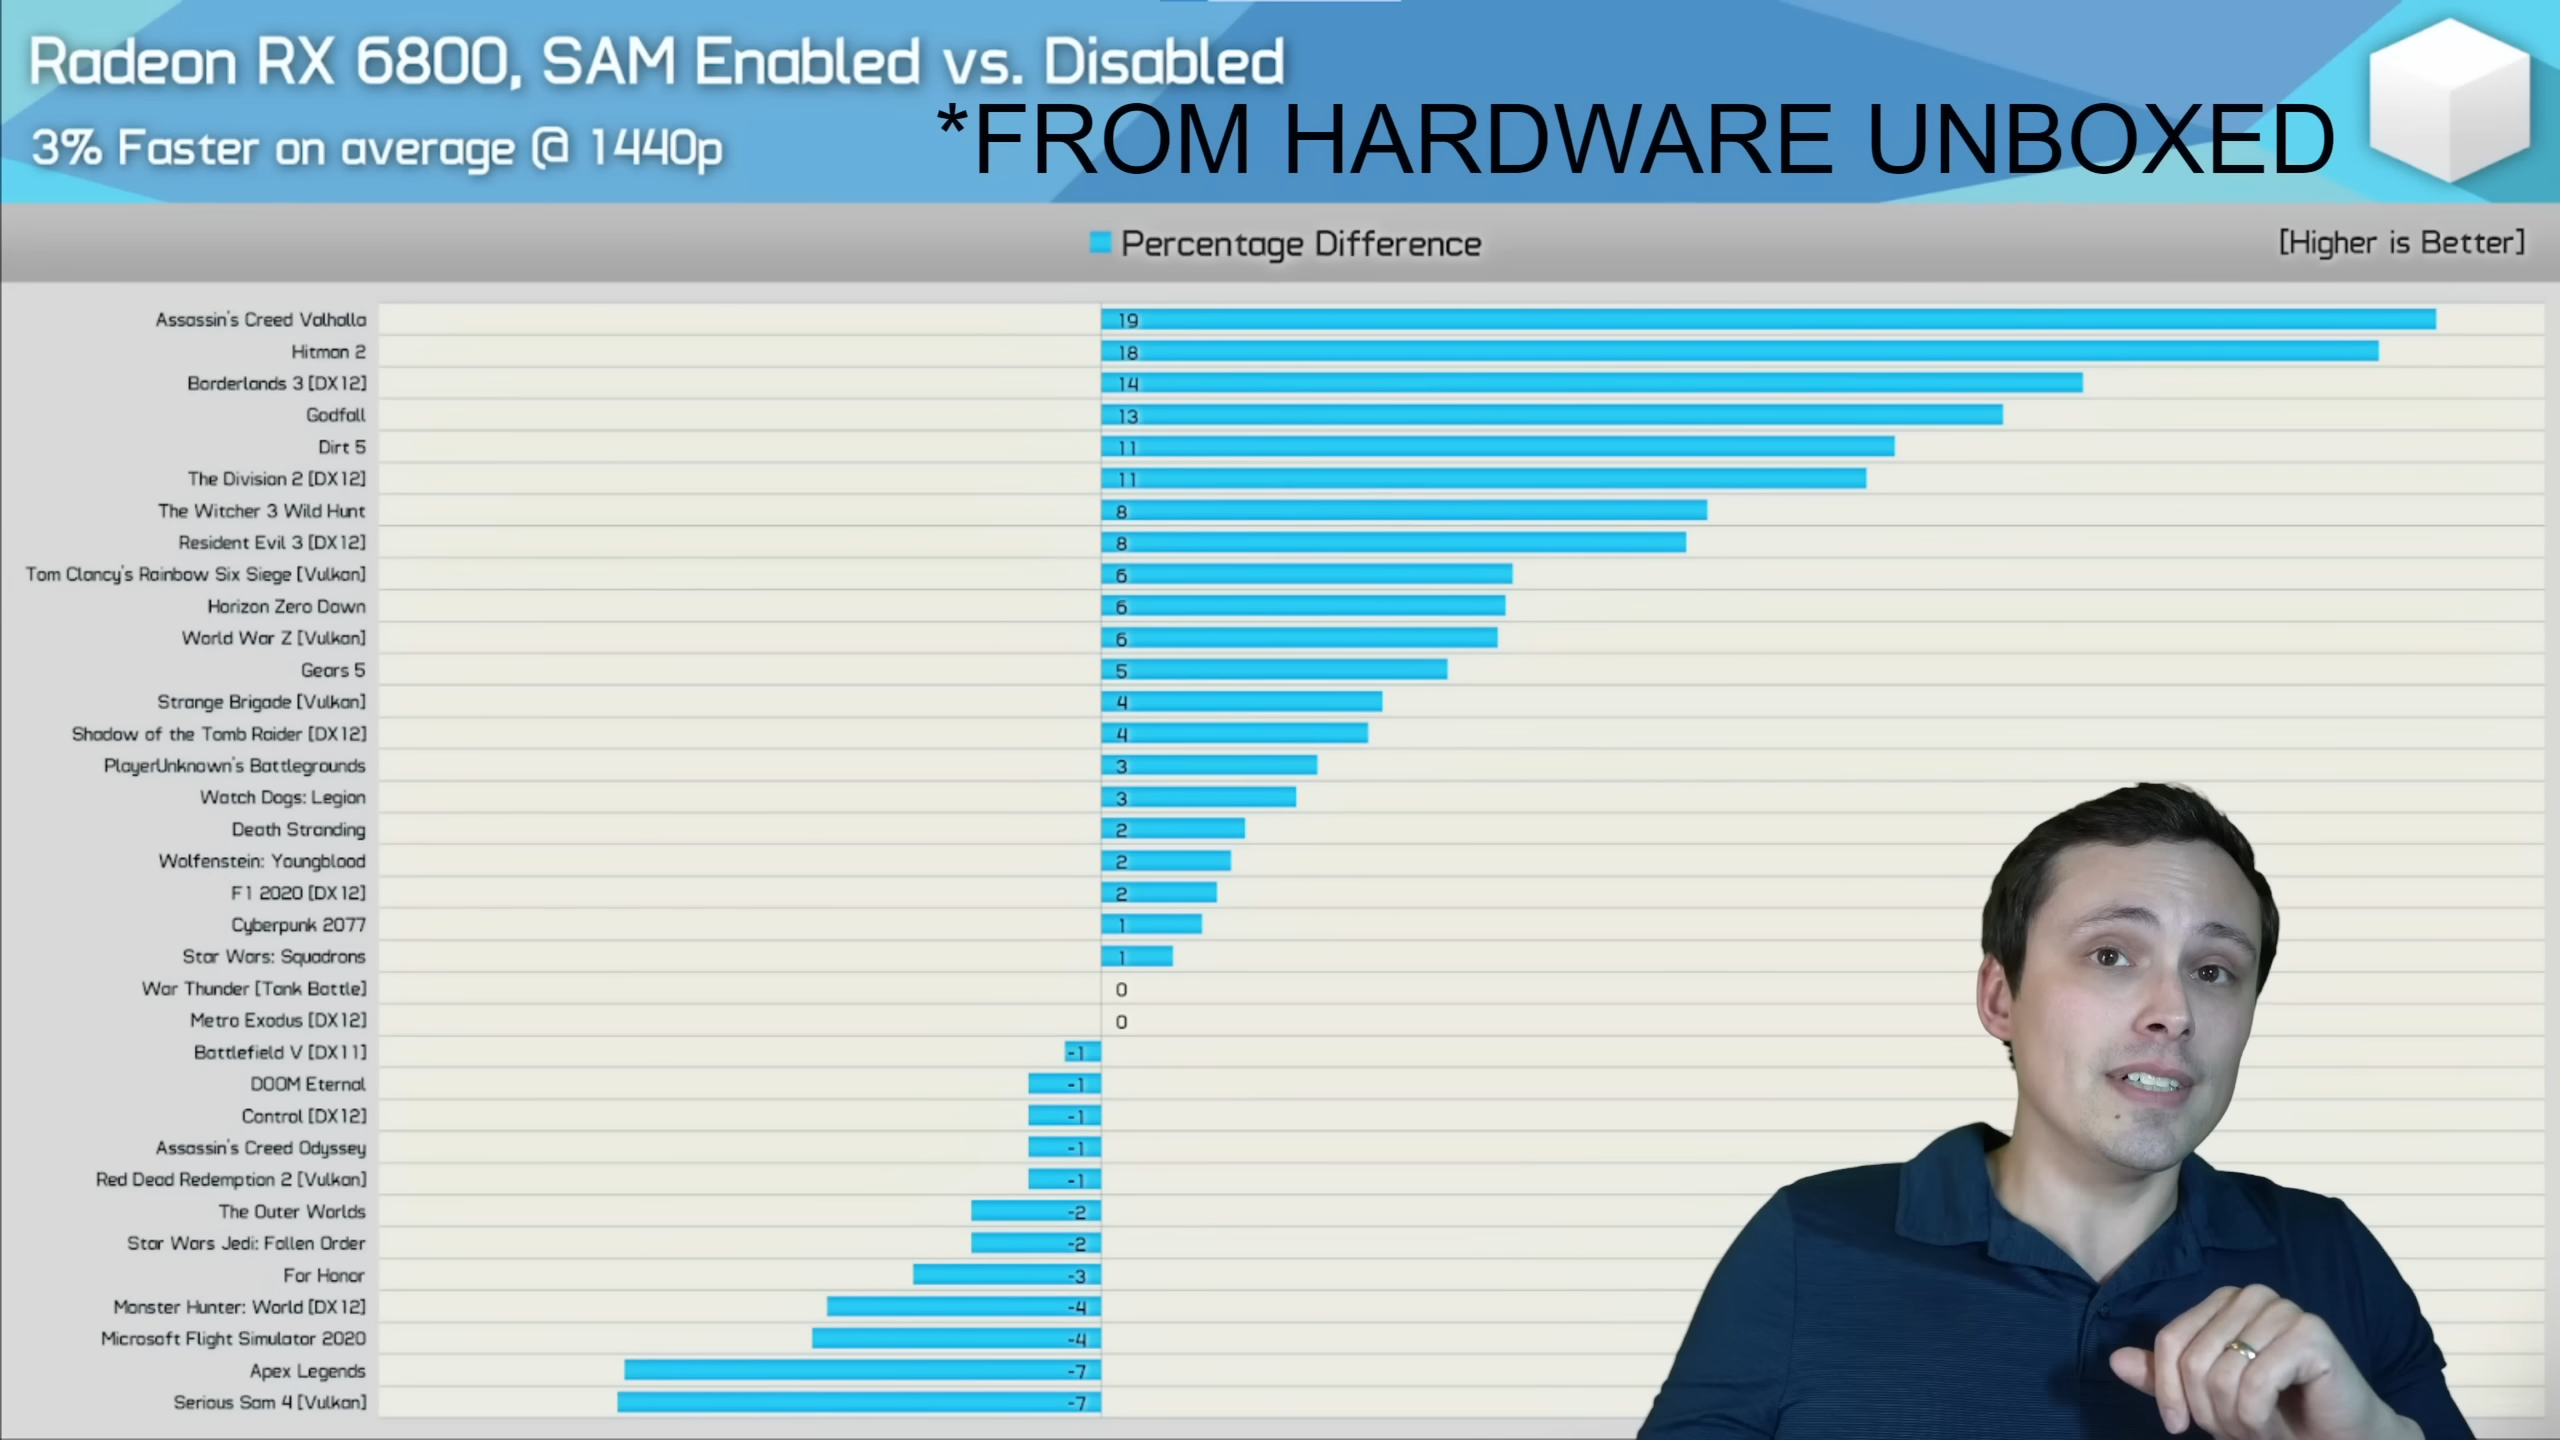 Radeon RX 6800, SAM Enabled vs. Disabled
3% Faster on average @ 1440p
*FROM HARDWARE UNBOXED
Percentage Difference
[Higher is Better]
Assassin's Creed Valhalla 19
Hitman 2 18
Borderlands 3 [DX12] 14
Godfall 13
Dirt 5 11
The Division 2 [DX12] 11
The Witcher 3 Wild Hunt 8
Resident Evil 3 [DX12] 8
Tom Clancy's Rainbow Six Siege [Vulkan] 6
Horizon Zero Dawn 6
World War Z [Vulkan] 6
Gears 5 5
Strange Brigade [Vulkan] 4
Shadow of the Tomb Raider [DX12] 4
PlayerUnknown's Battlegrounds 3
Watch Dogs: Legion 3
Death Stranding 2
Wolfenstein: Youngblood 2
F1 2020 [DX12] 2
Cyberpunk 2077 1
Star Wars: Squadrons 1
War Thunder [Tank Battle] 0
Metro Exodus [DX12] 0
Battlefield V [DX11] -1
DOOM Eternal -1
Control [DX12] -1
Assassin's Creed Odyssey -1
Red Dead Redemption 2 [Vulkan] -1
The Outer Worlds -2
Star Wars Jedi: Fallen Order -2
For Honor -3
Monster Hunter: World [DX12] -4
Microsoft Flight Simulator 2020 -4
Apex Legends -7
Serious Sam 4 [Vulkan] -7